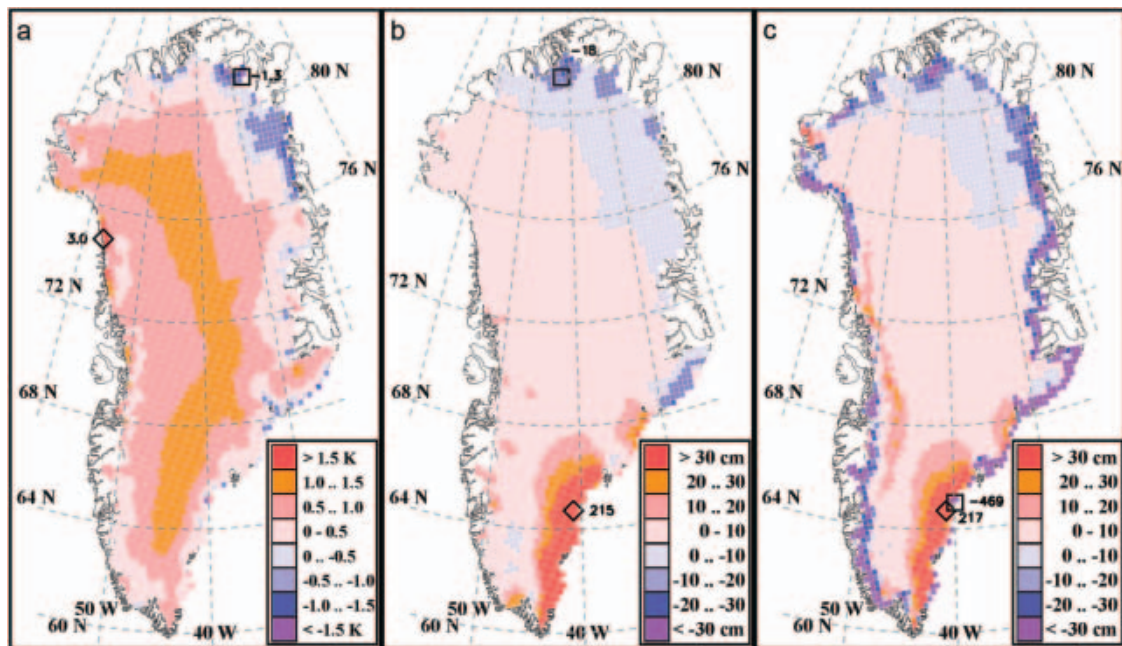 a
80 N
76 N
72 N
68 N
64 N
60 N
50 W
40 W
-1.3
3.0
> 1.5 K
1.0 .. 1.5
0.5 .. 1.0
0 - 0.5
0 .. -0.5
-0.5 .. -1.0
-1.0 .. -1.5
< -1.5 K
b
80 N
76 N
72 N
68 N
64 N
60 N
50 W
40 W
-18
215
> 30 cm
20 .. 30
10 .. 20
0 - 10
0 .. -10
-10 .. -20
-20 .. -30
< -30 cm
c
80 N
76 N
72 N
68 N
64 N
60 N
50 W
40 W
-469
217
> 30 cm
20 .. 30
10 .. 20
0 - 10
0 .. -10
-10 .. -20
-20 .. -30
< -30 cm